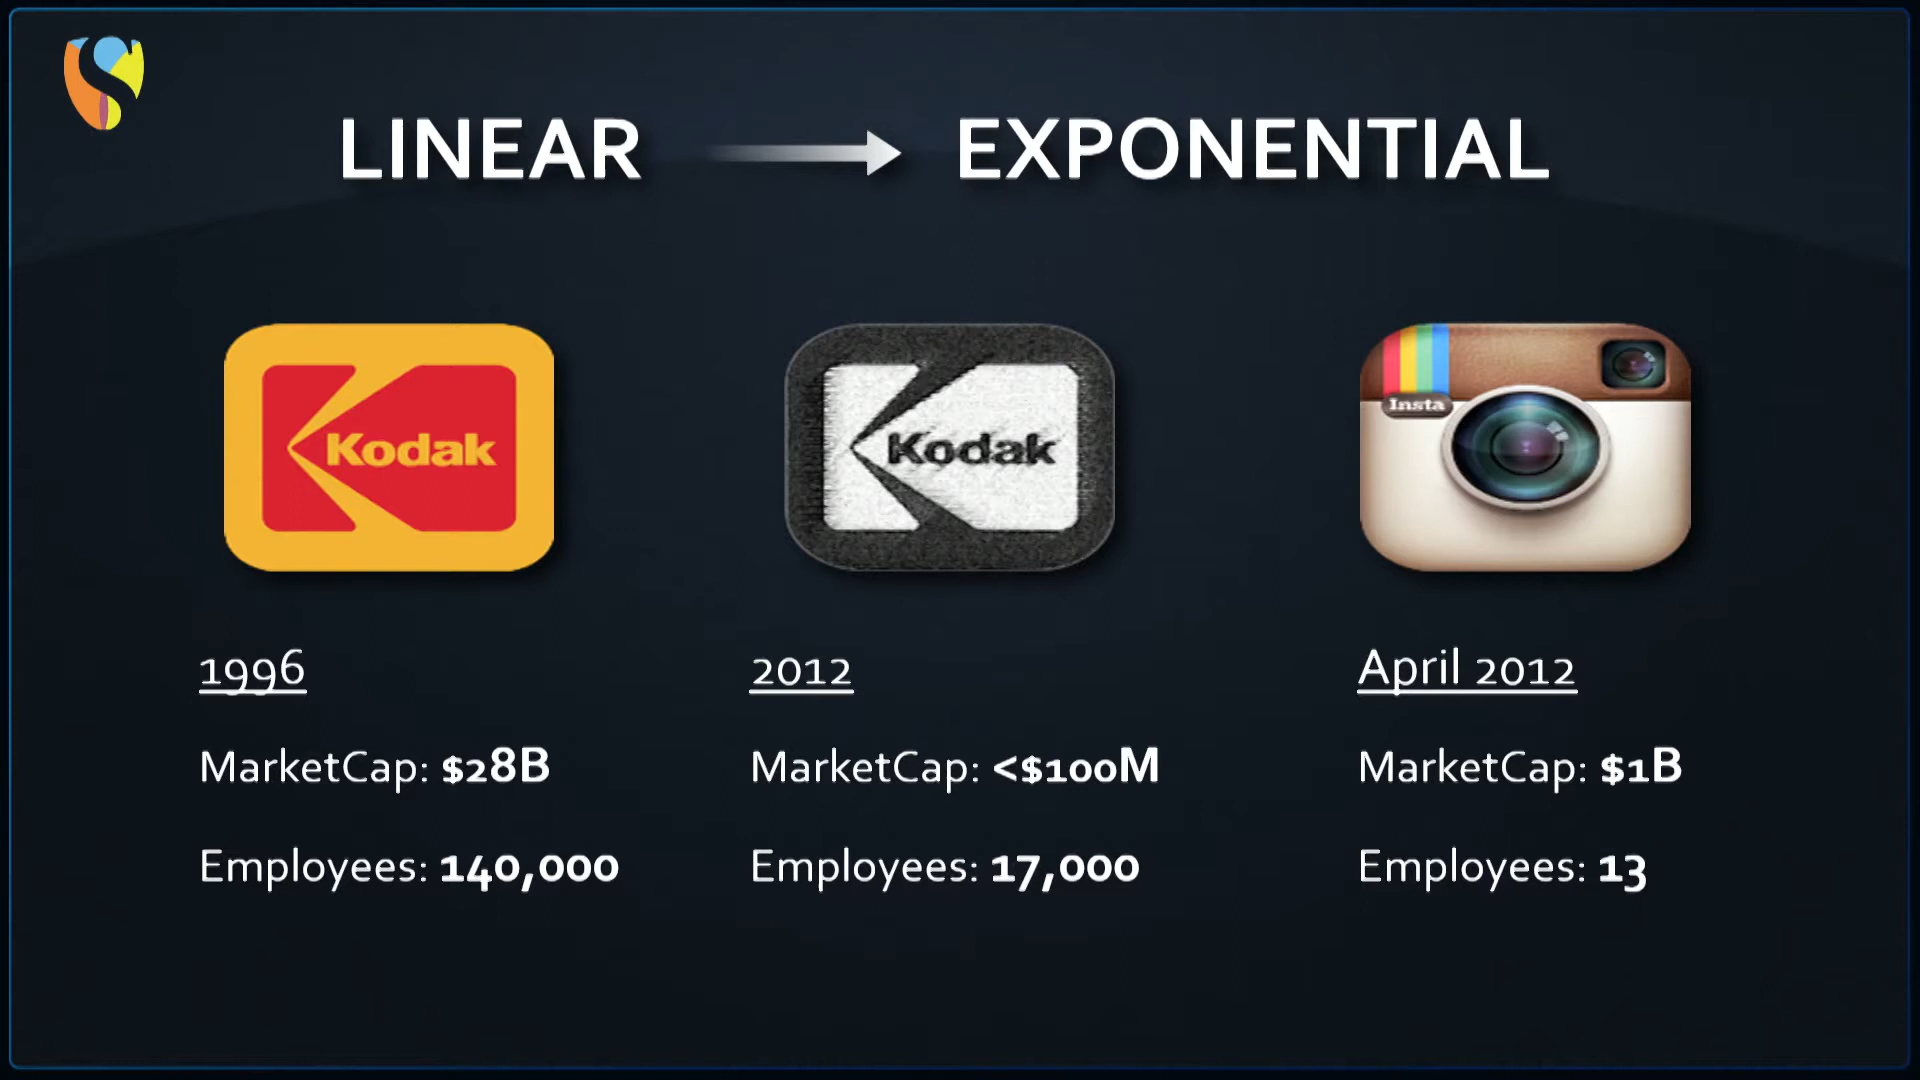 LINEAR EXPONENTIAL
Kodak
Kodak
Insta
1996
MarketCap: $28B
Employees: 140,000
2012
MarketCap: <$100M
Employees: 17,000
April 2012
MarketCap: $1B
Employees: 13